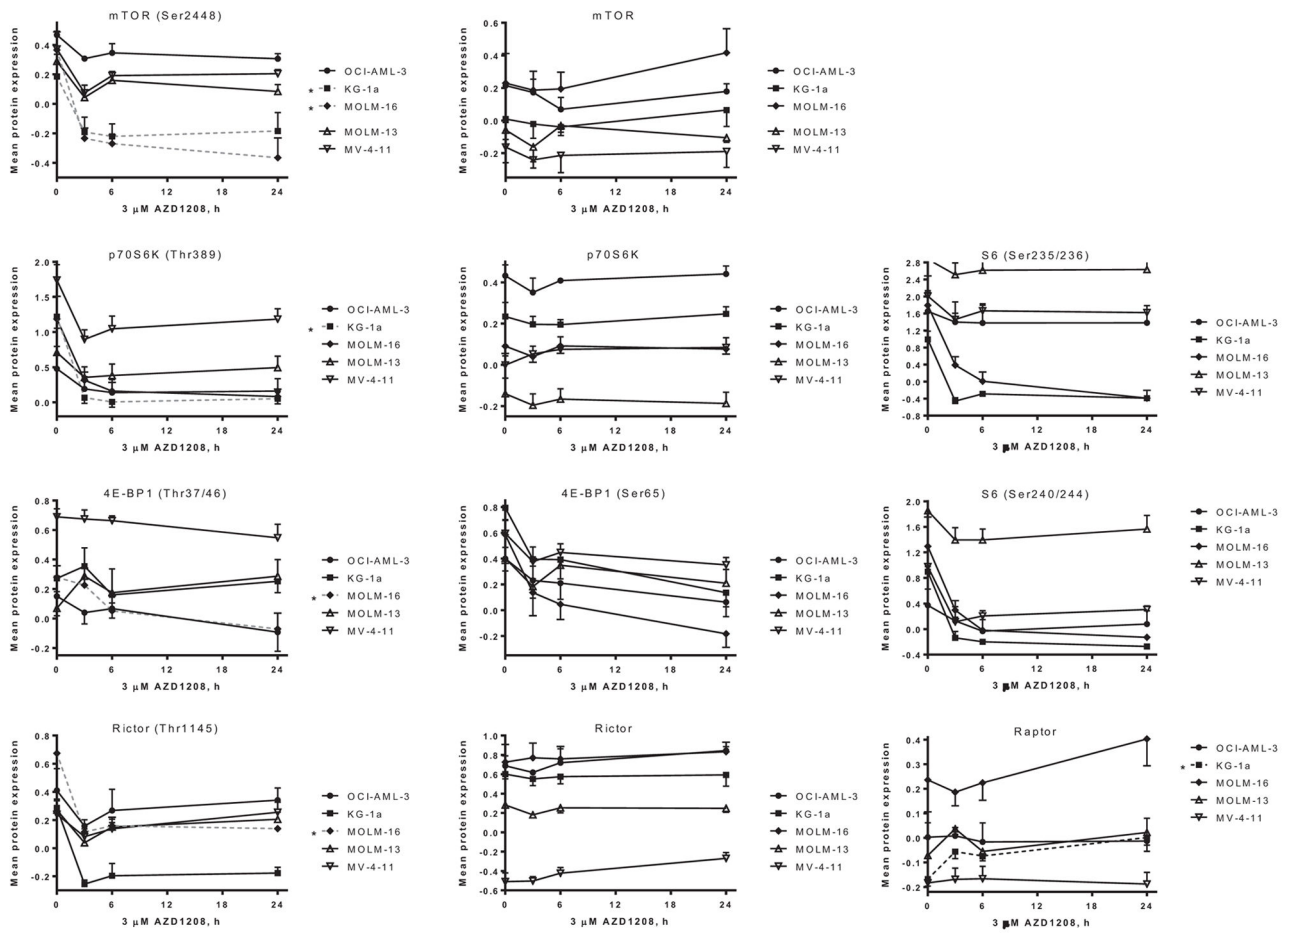 mTOR (Ser2448)
Mean protein expression
0.4
0.2
0.0
-0.2
-0.4
0 6 12 18 24
3 μM AZD1208, h
OCI-AML-3
* KG-1a
* MOLM-16
MOLM-13
MV-4-11
mTOR
Mean protein expression
0.6
0.4
0.2
0.0
-0.2
0 6 12 18 24
3 μM AZD1208, h
OCI-AML-3
KG-1a
MOLM-16
MOLM-13
MV-4-11
p70S6K (Thr389)
Mean protein expression
2.0
1.5
1.0
0.5
0.0
0 6 12 18 24
3 μM AZD1208, h
OCI-AML-3
* KG-1a
MOLM-16
MOLM-13
MV-4-11
p70S6K
Mean protein expression
0.4
0.2
0.0
-0.2
0 6 12 18 24
3 μM AZD1208, h
OCI-AML-3
KG-1a
MOLM-16
MOLM-13
MV-4-11
S6 (Ser235/236)
Mean protein expression
2.8
2.4
2.0
1.6
1.2
0.8
0.4
0.0
-0.4
-0.8
0 6 12 18 24
3 μM AZD1208, h
OCI-AML-3
KG-1a
MOLM-16
MOLM-13
MV-4-11
4E-BP1 (Thr37/46)
Mean protein expression
0.8
0.6
0.4
0.2
0.0
-0.2
0 6 12 18 24
3 μM AZD1208, h
OCI-AML-3
KG-1a
* MOLM-16
MOLM-13
MV-4-11
4E-BP1 (Ser65)
Mean protein expression
0.8
0.6
0.4
0.2
0.0
-0.2
0 6 12 18 24
3 μM AZD1208, h
OCI-AML-3
KG-1a
MOLM-16
MOLM-13
MV-4-11
S6 (Ser240/244)
Mean protein expression
2.0
1.6
1.2
0.8
0.4
0.0
-0.4
0 6 12 18 24
3 μM AZD1208, h
OCI-AML-3
KG-1a
MOLM-16
MOLM-13
MV-4-11
Rictor (Thr1145)
Mean protein expression
0.8
0.6
0.4
0.2
0.0
-0.2
0 6 12 18 24
3 μM AZD1208, h
OCI-AML-3
KG-1a
* MOLM-16
MOLM-13
MV-4-11
Rictor
Mean protein expression
1.0
0.8
0.6
0.4
0.2
0.0
-0.2
-0.4
-0.6
0 6 12 18 24
3 μM AZD1208, h
OCI-AML-3
KG-1a
MOLM-16
MOLM-13
MV-4-11
Raptor
Mean protein expression
0.4
0.3
0.2
0.1
0.0
-0.1
-0.2
0 6 12 18 24
3 μM AZD1208, h
OCI-AML-3
* KG-1a
MOLM-16
MOLM-13
MV-4-11